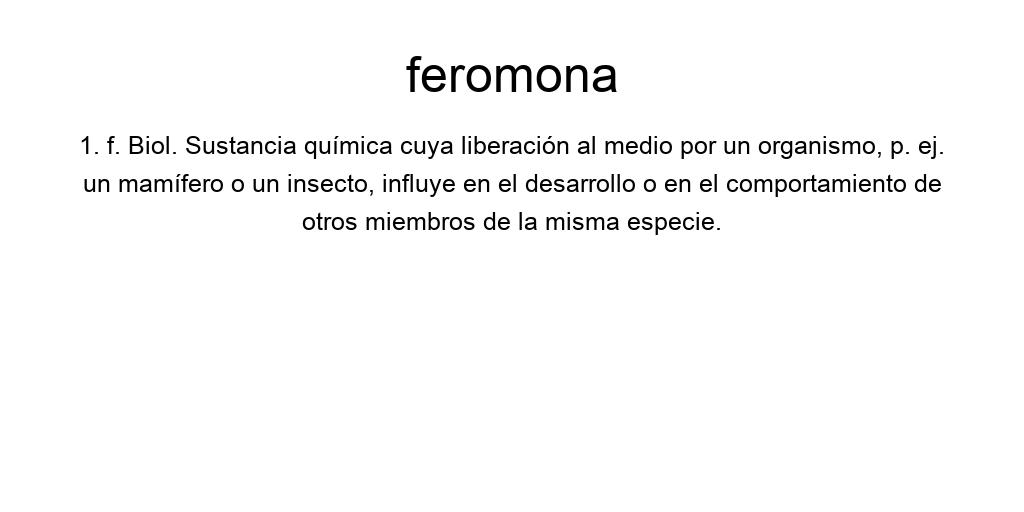 feromona
1. f. Biol. Sustancia química cuya liberación al medio por un organismo, p. ej.
un mamífero o un insecto, influye en el desarrollo o en el comportamiento de
otros miembros de la misma especie.